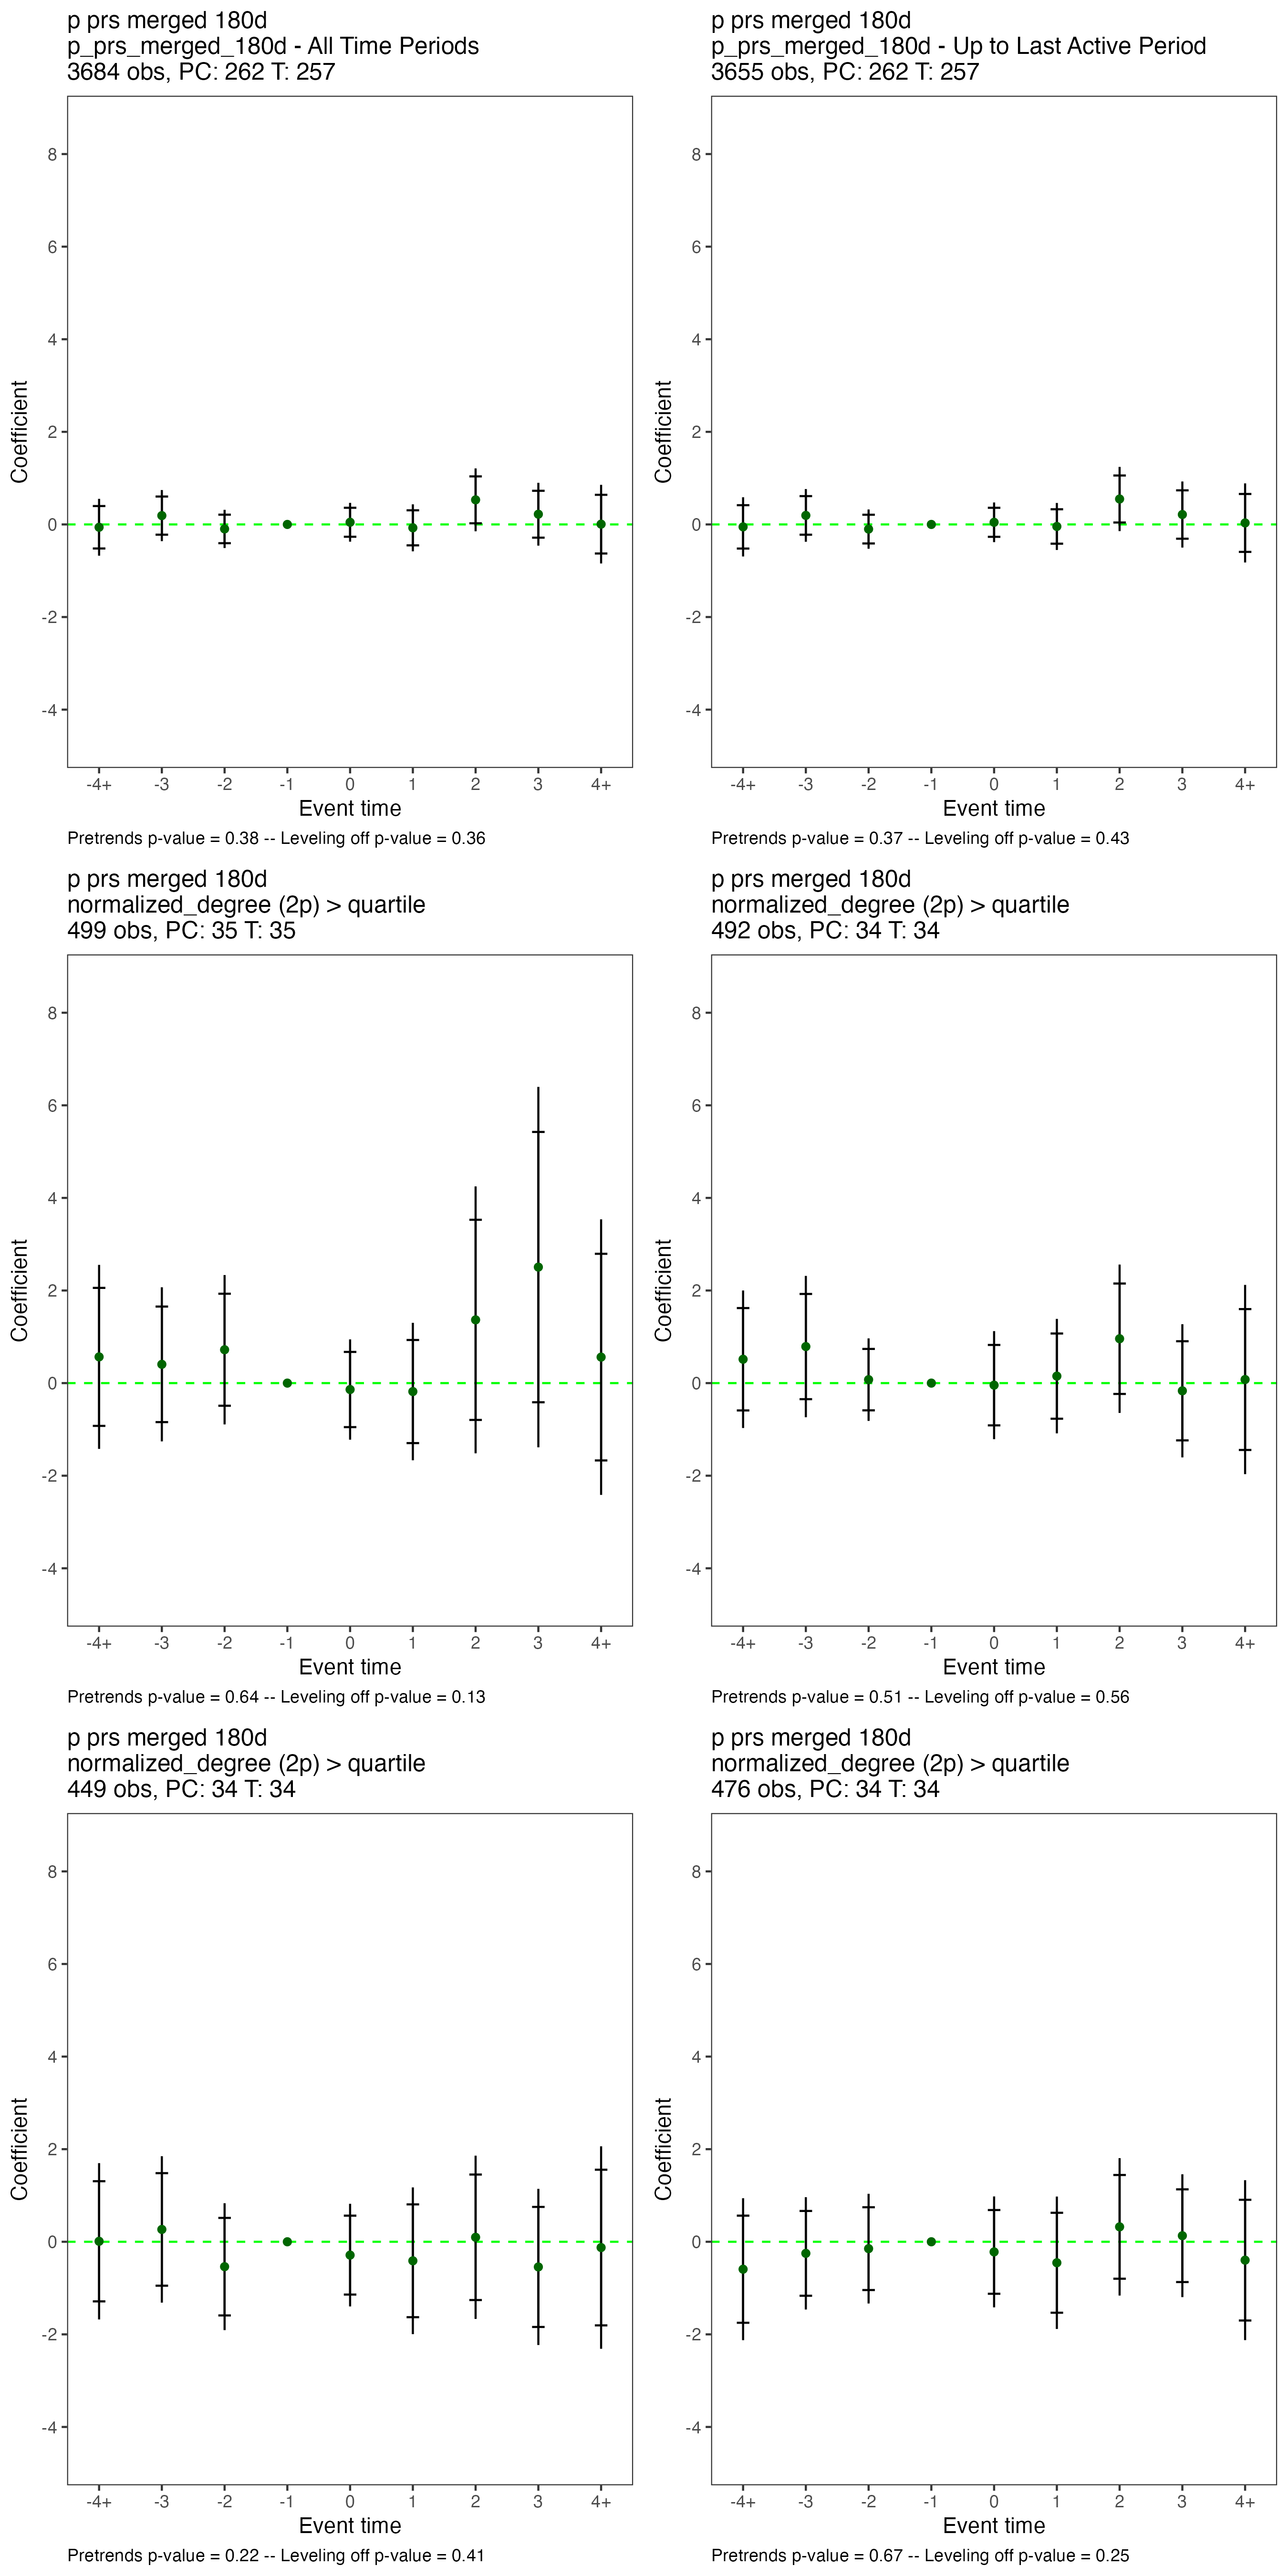 p prs merged 180d
p_prs_merged_180d - All Time Periods
3684 obs, PC: 262 T: 257
8
6
4
2
0
-2
-4
Coefficient
-4+ -3 -2 -1 0 1 2 3 4+
Event time
Pretrends p-value = 0.38 -- Leveling off p-value = 0.36
p prs merged 180d
p_prs_merged_180d - Up to Last Active Period
3655 obs, PC: 262 T: 257
8
6
4
2
0
-2
-4
Coefficient
-4+ -3 -2 -1 0 1 2 3 4+
Event time
Pretrends p-value = 0.37 -- Leveling off p-value = 0.43
p prs merged 180d
normalized_degree (2p) > quartile
499 obs, PC: 35 T: 35
8
6
4
2
0
-2
-4
Coefficient
-4+ -3 -2 -1 0 1 2 3 4+
Event time
Pretrends p-value = 0.64 -- Leveling off p-value = 0.13
p prs merged 180d
normalized_degree (2p) > quartile
492 obs, PC: 34 T: 34
8
6
4
2
0
-2
-4
Coefficient
-4+ -3 -2 -1 0 1 2 3 4+
Event time
Pretrends p-value = 0.51 -- Leveling off p-value = 0.56
p prs merged 180d
normalized_degree (2p) > quartile
449 obs, PC: 34 T: 34
8
6
4
2
0
-2
-4
Coefficient
-4+ -3 -2 -1 0 1 2 3 4+
Event time
Pretrends p-value = 0.22 -- Leveling off p-value = 0.41
p prs merged 180d
normalized_degree (2p) > quartile
476 obs, PC: 34 T: 34
8
6
4
2
0
-2
-4
Coefficient
-4+ -3 -2 -1 0 1 2 3 4+
Event time
Pretrends p-value = 0.67 -- Leveling off p-value = 0.25